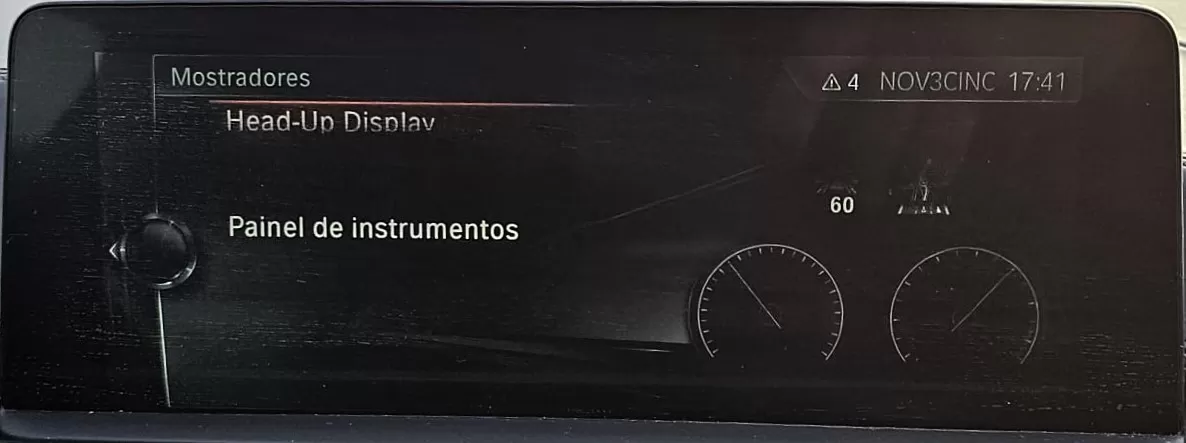 Mostradores
4 NOV3CINC 17:41
Head-Up Display
Painel de instrumentos
60